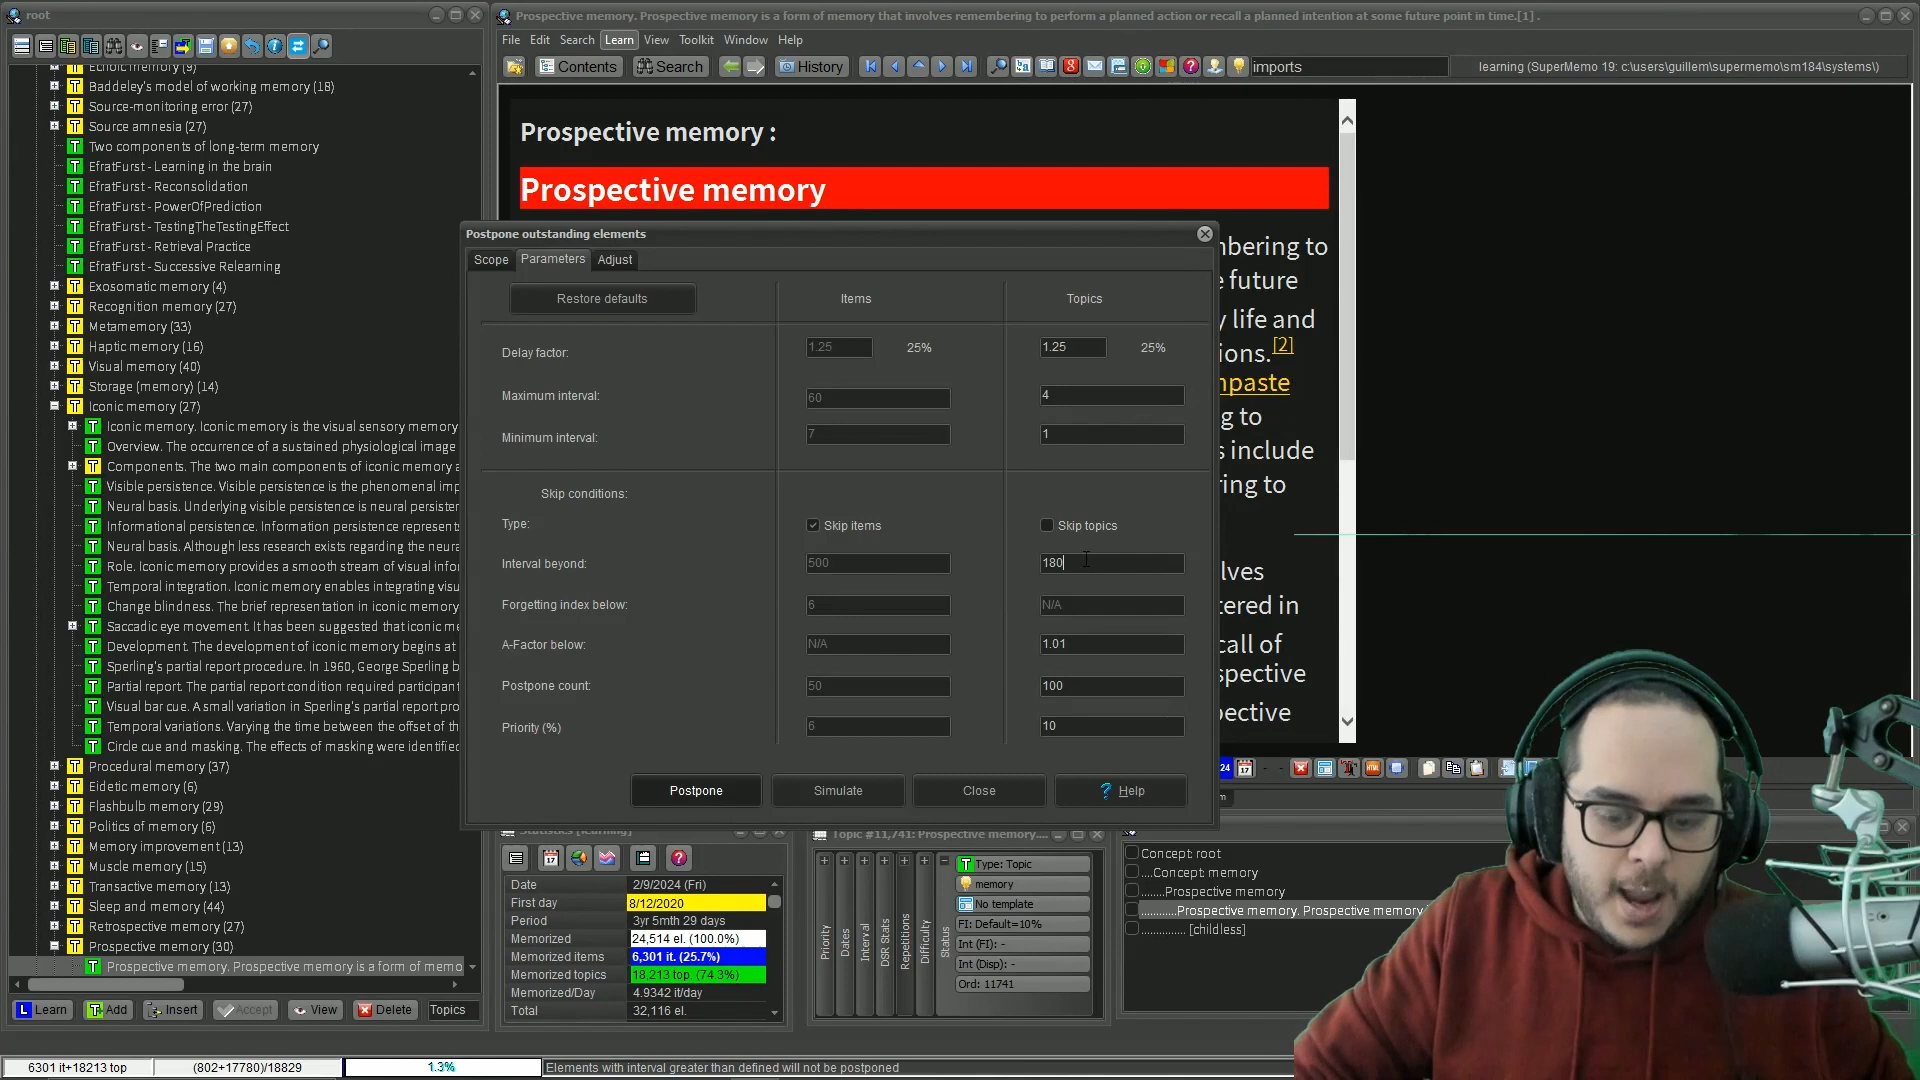 root
Prospective memory. Prospective memory is a form of memory that involves remembering to perform a planned action or recall a planned intention at some future point in time.[1] .
File Edit Search Learn View Toolkit Window Help
Contents Search History imports learning (SuperMemo 19: c:\users\guillem\supermemo\sm184\systems\)
Echoic memory (9)
Baddeley's model of working memory (18)
Source-monitoring error (27)
Source amnesia (27)
Two components of long-term memory
EfratFurst - Learning in the brain
EfratFurst - Reconsolidation
EfratFurst - PowerOfPrediction
EfratFurst - TestingTheTestingEffect
EfratFurst - Retrieval Practice
EfratFurst - Successive Relearning
Exosomatic memory (4)
Recognition memory (27)
Metamemory (33)
Haptic memory (16)
Visual memory (40)
Storage (memory) (14)
Iconic memory (27)
Iconic memory. Iconic memory is the visual sensory memory
Overview. The occurrence of a sustained physiological image
Components. The two main components of iconic memory a
Visible persistence. Visible persistence is the phenomenal imp
Neural basis. Underlying visible persistence is neural persister
Informational persistence. Information persistence represent
Neural basis. Although less research exists regarding the neura
Role. Iconic memory provides a smooth stream of visual infor
Temporal integration. Iconic memory enables integrating visu
Change blindness. The brief representation in iconic memory
Saccadic eye movement. It has been suggested that iconic me
Development. The development of iconic memory begins at
Sperling's partial report procedure. In 1960, George Sperling b
Partial report. The partial report condition required participant
Visual bar cue. A small variation in Sperling's partial report pro
Temporal variations. Varying the time between the offset of th
Circle cue and masking. The effects of masking were identified
Procedural memory (37)
Eidetic memory (6)
Flashbulb memory (29)
Politics of memory (6)
Memory improvement (13)
Muscle memory (15)
Transactive memory (13)
Sleep and memory (44)
Retrospective memory (27)
Prospective memory (30)
Prospective memory. Prospective memory is a form of memo
Learn Add Insert Accept View Delete Topics
Prospective memory :
Prospective memory
nbering to
e future
y life and
ions.[2]
npaste
g to
s include
ring to
lves
tered in
call of
spective
pective
Postpone outstanding elements
Scope Parameters Adjust
Restore defaults Items Topics
Delay factor: 1.25 25% 1.25 25%
Maximum interval: 60 4
Minimum interval: 7 1
Skip conditions:
Type: Skip items Skip topics
Interval beyond: 500 180
Forgetting index below: 6 N/A
A-Factor below: N/A 1.01
Postpone count: 50 100
Priority (%) 6 10
Postpone Simulate Close Help
24 17
Statistics [learning]
17
Date 2/9/2024 (Fri)
First day 8/12/2020
Period 3yr 5mth 29 days
Memorized 24,514 el. (100.0%)
Memorized items 6,301 it. (25.7%)
Memorized topics 18,213 top. (74.3%)
Memorized/Day 4.9342 it/day
Total 32,116 el.
Topic #11,741: Prospective memory....
Priority
Dates
Interval
DSR Stats
Repetitions
Difficulty
Status
Type: Topic
memory
No template
FI: Default=10%
Int (FI): -
Int (Disp): -
Ord: 11741
Concept: root
....Concept: memory
........Prospective memory
............Prospective memory. Prospective memory
.............. [childless]
6301 it+18213 top (802+17780)/18829 1.3% Elements with interval greater than defined will not be postponed